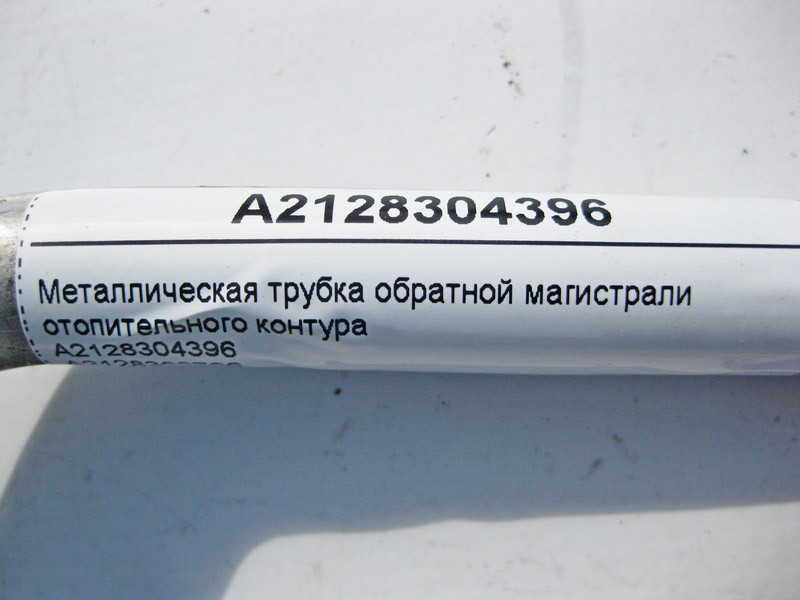 A2128304396
Металлическая трубка обратной магистрали
отопительного контура
A2128304396